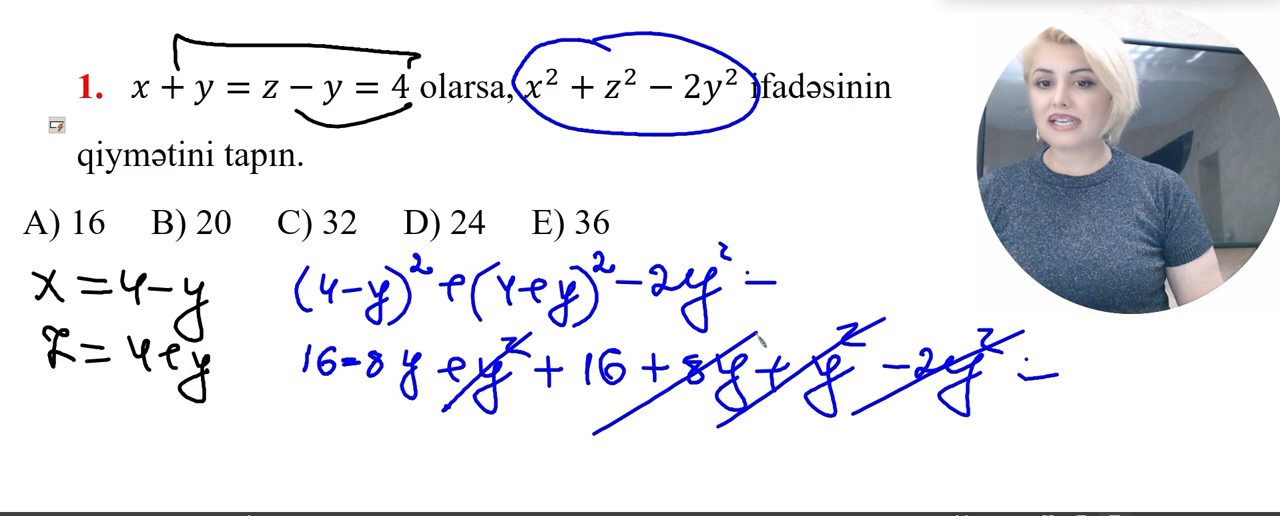 1. x + y = z − y = 4 olarsa, x² + z² − 2y² ifadəsinin
qiymətini tapın.
A) 16 B) 20 C) 32 D) 24 E) 36
x = 4 − y (4 − y)² + (4 + y)² − 2y² =
z = 4 + y 16 − 8y + y² + 16 + 8y + y² − 2y² =